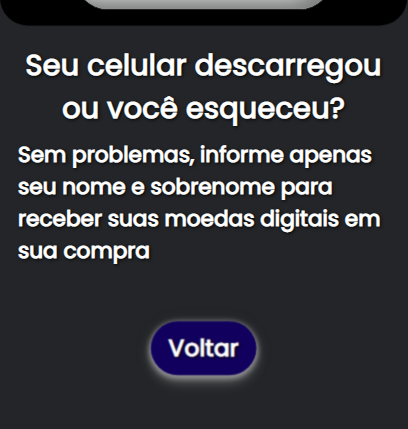 Seu celular descarregou
ou você esqueceu?
Sem problemas, informe apenas
seu nome e sobrenome para
receber suas moedas digitais em
sua compra
Voltar